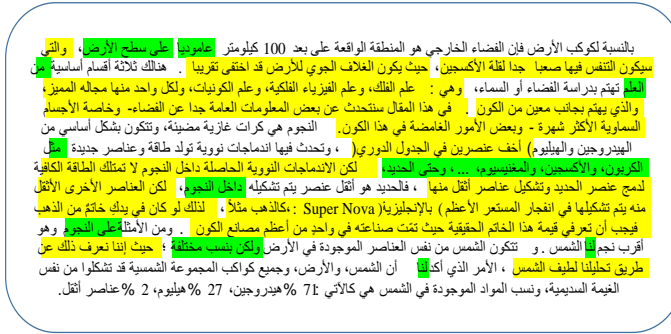 بالنسبة لكوكب الأرض فإن الفضاء الخارجي هو المنطقة الواقعة على بعد 100 كيلومتر عاموديا على سطح الأرض، والتي
سيكون التنفس فيها صعبا جدا لقلة الأكسجين، حيث يكون الغلاف الجوي للأرض قد اختفى تقريبا . هنالك ثلاثة أقسام أساسية من
العلم تهتم بدراسة الفضاء أو السماء، وهي : علم الفلك، وعلم الفيزياء الفلكية، وعلم الكونيات، ولكل واحد منها مجاله المميز،
والذي يهتم بجانب معين من الكون . في هذا المقال سنتحدث عن بعض المعلومات العامة جدا عن الفضاء- وخاصة الأجسام
السماوية الأكثر شهرة - وبعض الأمور الغامضة في هذا الكون. النجوم هي كرات غازية مضيئة، وتتكون بشكل أساسي من
الهيدروجين والهيليوم) أخف عنصرين في الجدول الدوري( ، وتحدث فيها اندماجات نووية تولد طاقة وعناصر جديدة مثل
الكربون، والأكسجين، والمغنيسيوم، ...، وحتى الحديد، لكن الاندماجات النووية الحاصلة داخل النجوم لا تمتلك الطاقة الكافية
لدمج عنصر الحديد وتشكيل عناصر أثقل منها ، فالحديد هو أثقل عنصر يتم تشكيله داخل النجوم، لكن العناصر الأخرى الأثقل
منه يتم تشكيلها في انفجار المستعر الأعظم) بالإنجليزية( Super Nova : ،كالذهب مثلاً، لذلك لو كان في يدكِ خاتمٌ من الذهب
فيجب أن تعرفي قيمة هذا الخاتم الحقيقية حيث تمّت صناعته في واحدٍ من أعظم مصانع الكون . ومن الأمثلةعلى النجوم وهو
أقرب نجم لنا الشمس . و تتكون الشمس من نفس العناصر الموجودة في الأرض ولكن بنسب مختلفة ؛ حيث إننا نعرف ذلك عن
طريق تحليلنا لطيف الشمس ، الأمر الذي أكدلنا أن الشمس، والأرض، وجميع كواكب المجموعة الشمسية قد تشكلوا من نفس
الغيمة السديمية، ونسب المواد الموجودة في الشمس هي كالآتي :71 %هيدروجين، 27 %هيليوم، 2 %عناصر أثقل.